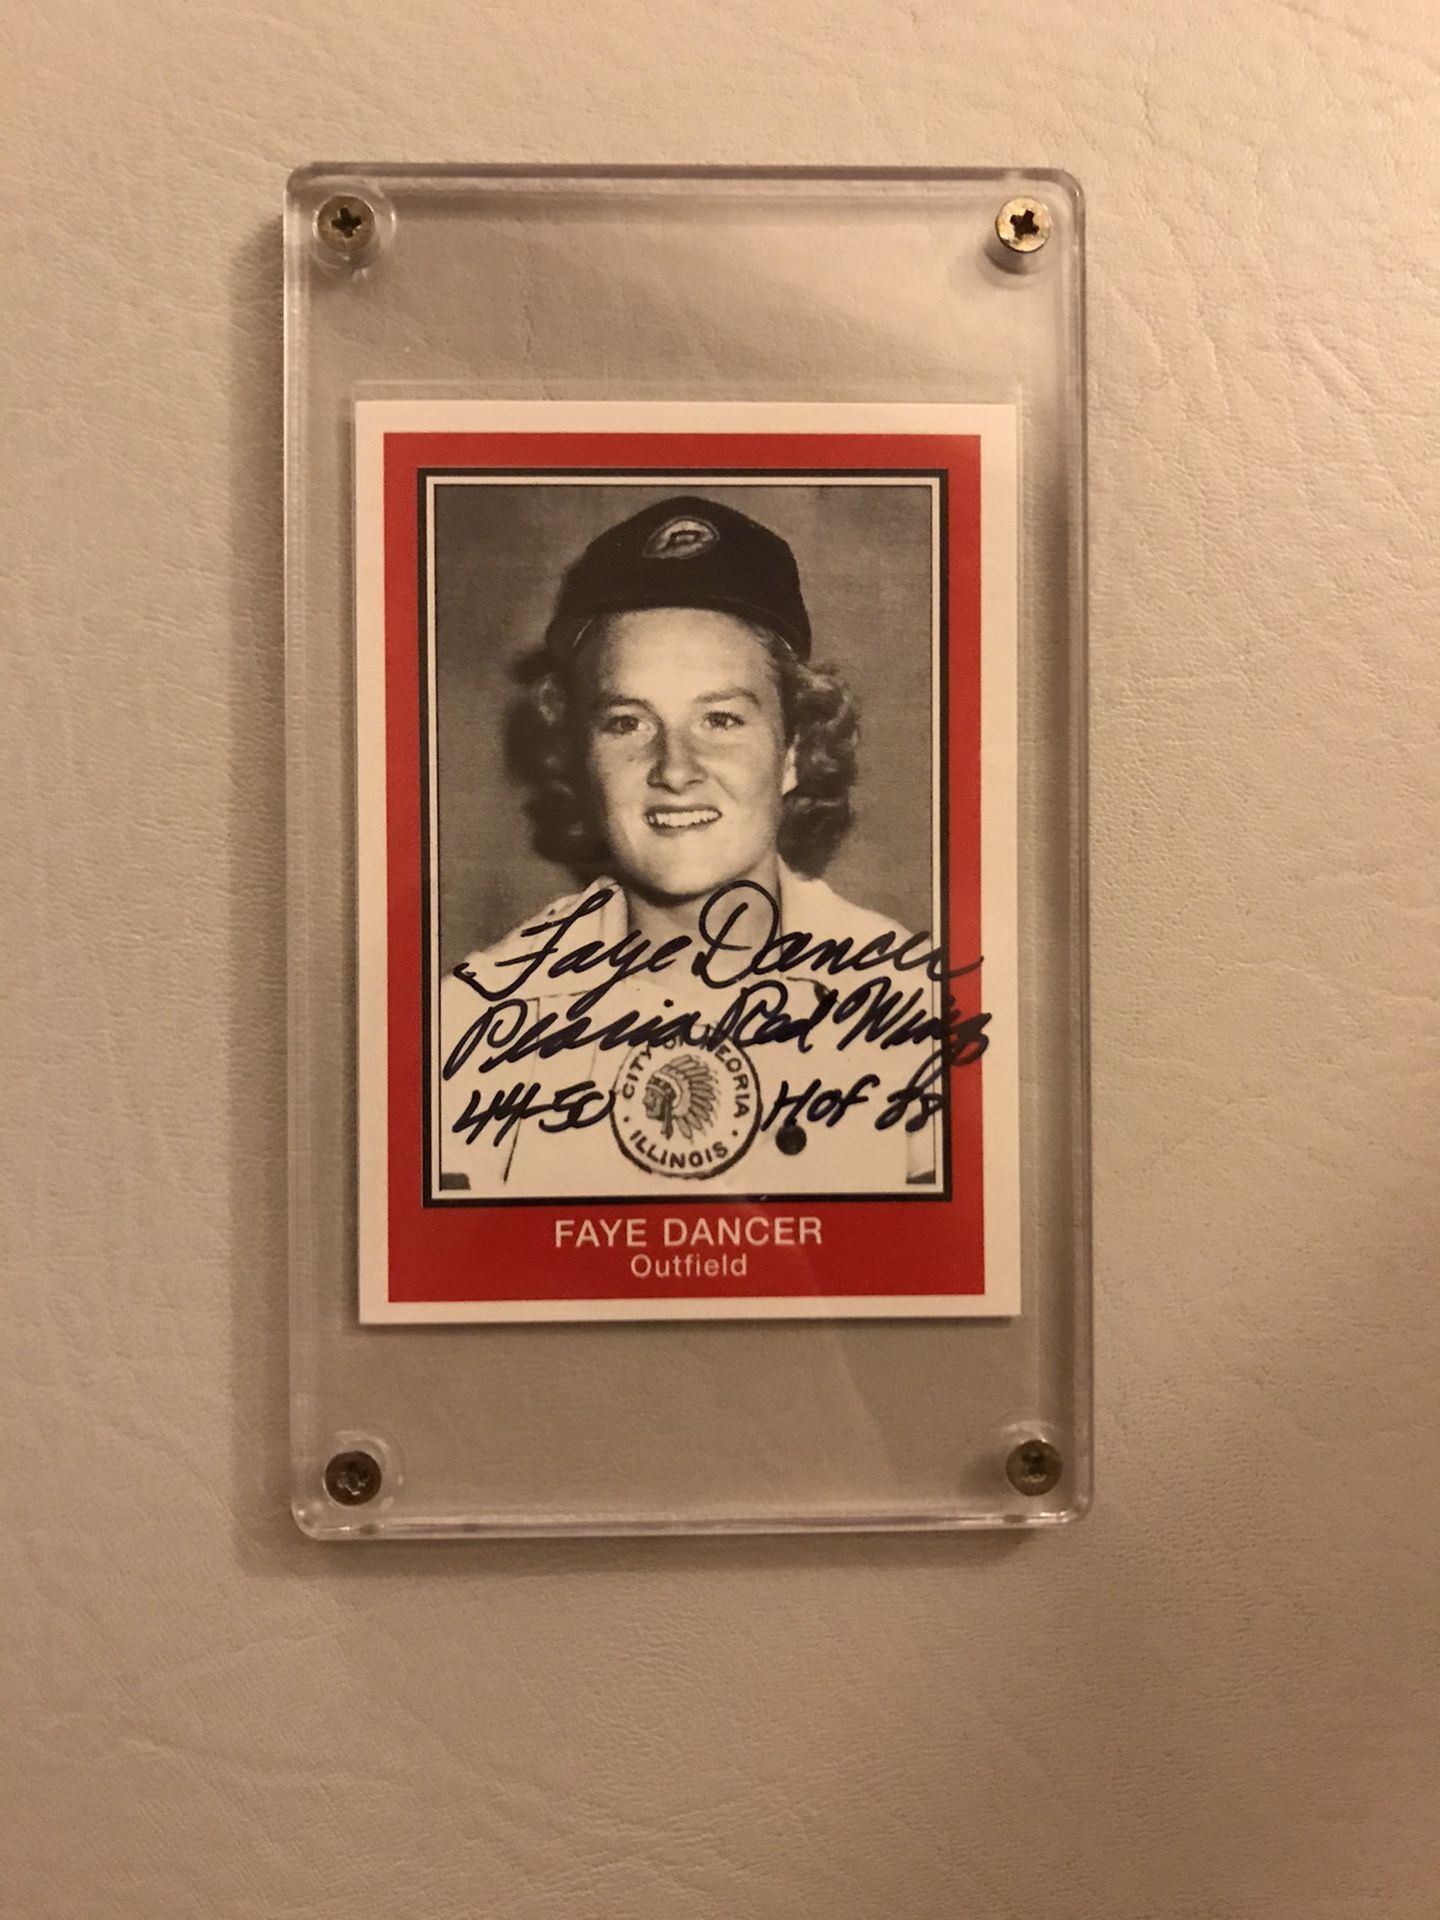 P
Faye Dancer
Peoria Red Wings
44-50 HOF 88
CITY OF PEORIA
ILLINOIS
FAYE DANCER
Outfield